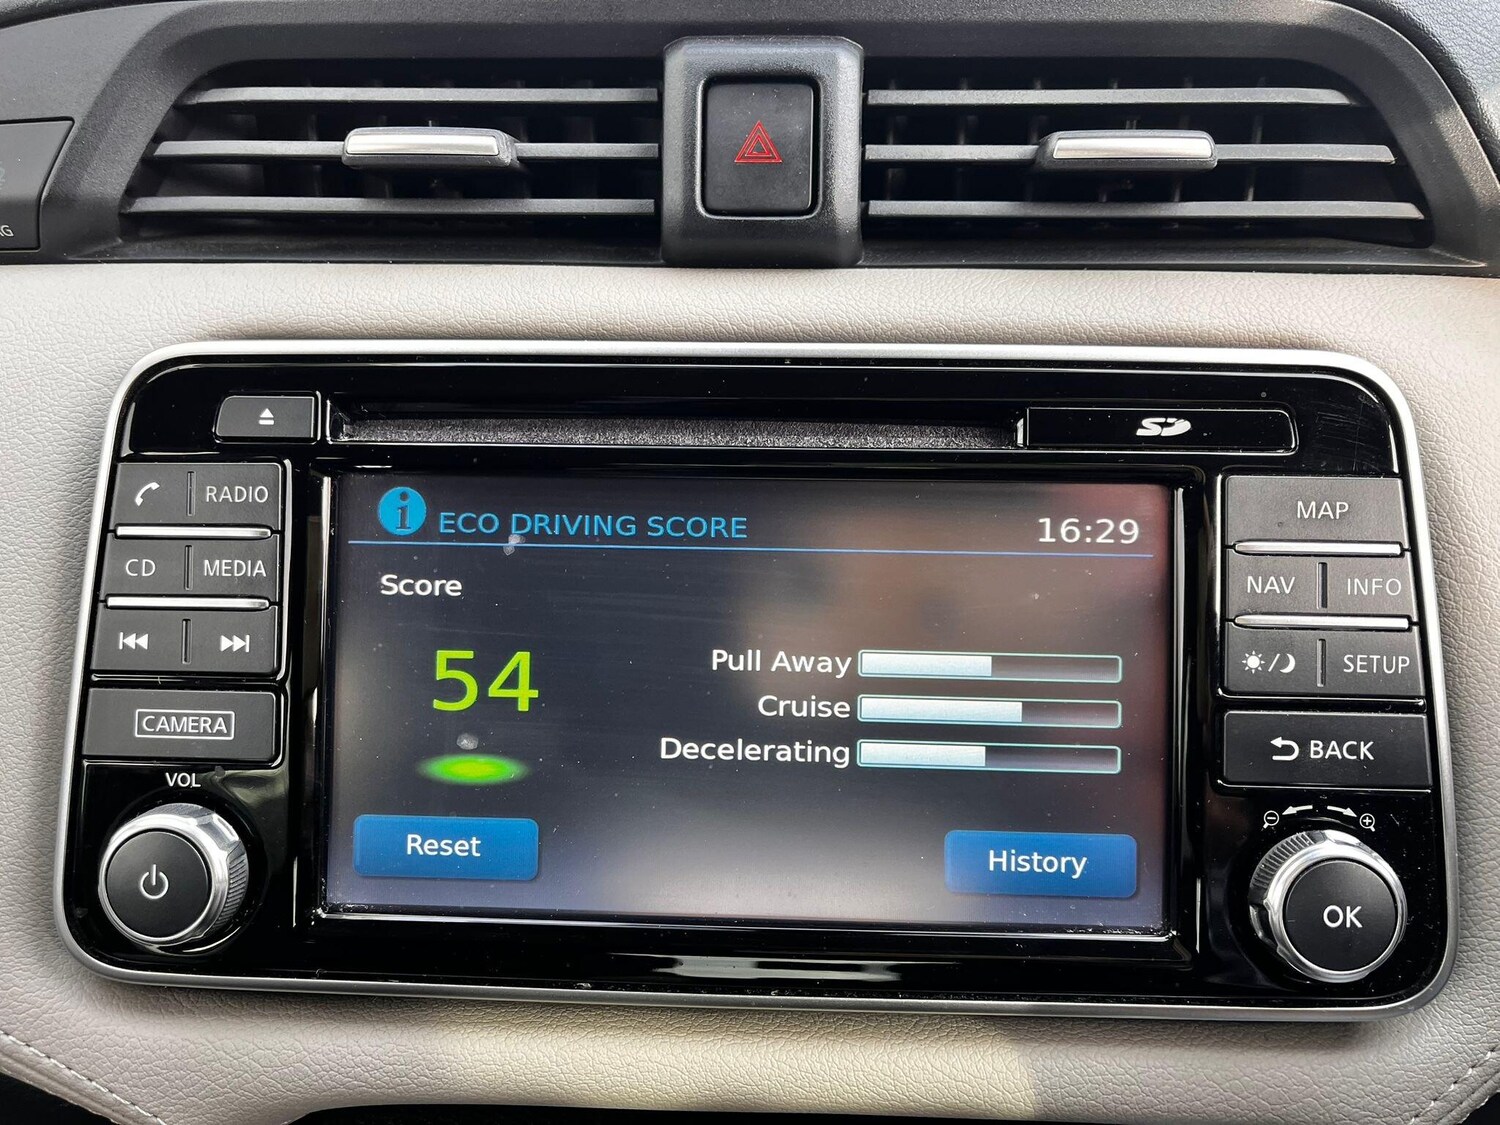 SD
RADIO
MAP
CD MEDIA
NAV INFO
SETUP
CAMERA
BACK
VOL
OK
i ECO DRIVING SCORE 16:29
Score
54
Pull Away
Cruise
Decelerating
Reset
History